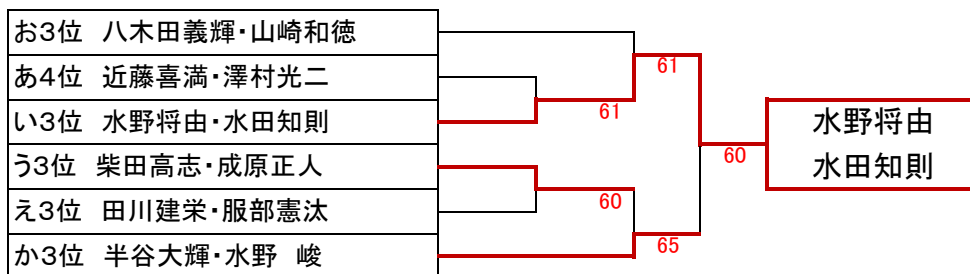 お3位 八木田義輝・山崎和徳
あ4位 近藤喜満・澤村光二
い3位 水野将由・水田知則
う3位 柴田高志・成原正人
え3位 田川建栄・服部憲汰
か3位 半谷大輝・水野 峻
61
61
60
65
60
水野将由
水田知則